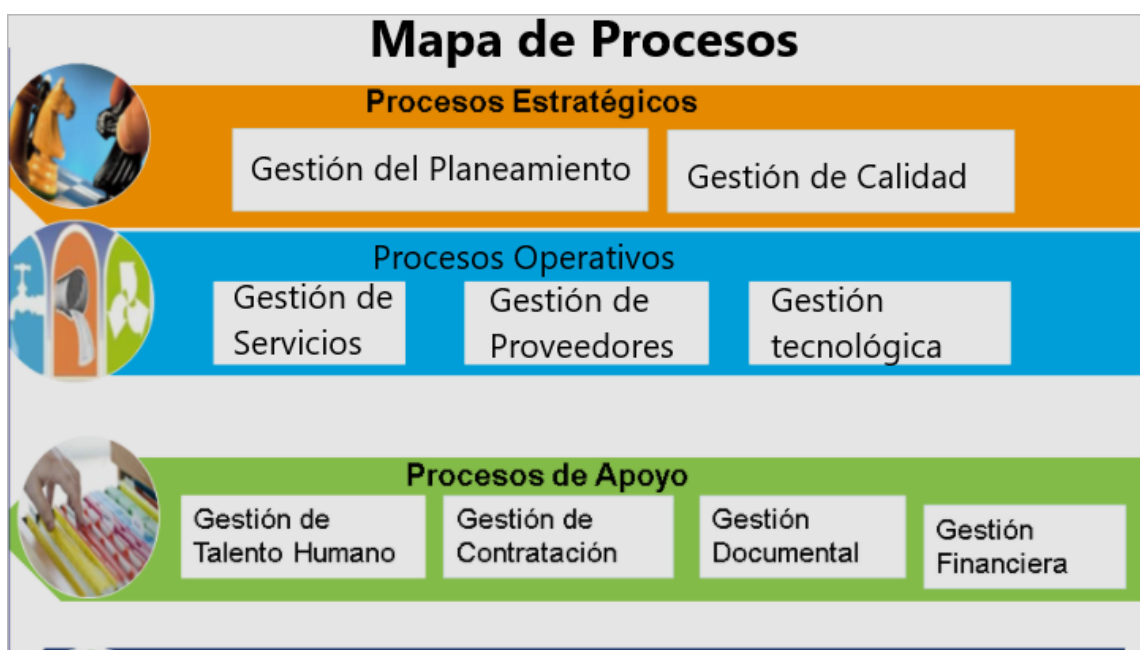 Mapa de Procesos
Procesos Estratégicos
Gestión del Planeamiento
Gestión de Calidad
Procesos Operativos
Gestión de
Servicios
Gestión de
Proveedores
Gestión
tecnológica
Procesos de Apoyo
Gestión de
Talento Humano
Gestión de
Contratación
Gestión
Documental
Gestión
Financiera